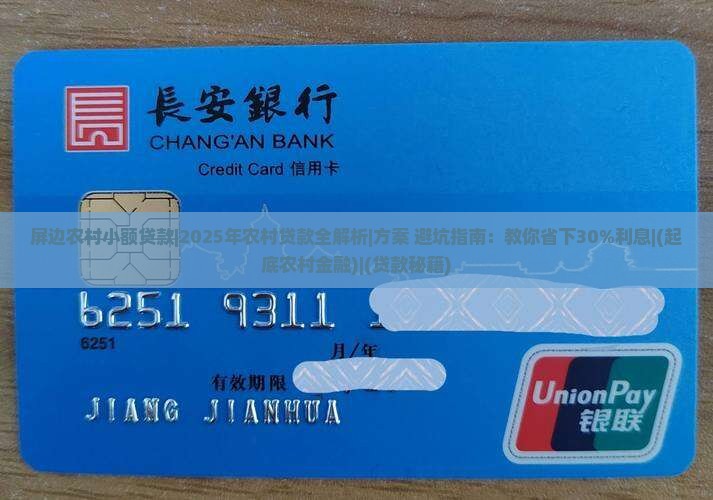 長安銀行
CHANG'AN BANK
Credit Card 信用卡
屏边农村小额贷款|2025年农村贷款全解析|方案 避坑指南：教你省下30%利息|(起
底农村金融)|(贷款秘籍)
6251 9311 1
6251
月/年
有效期限
JIANG JIANHUA
UnionPay
银联